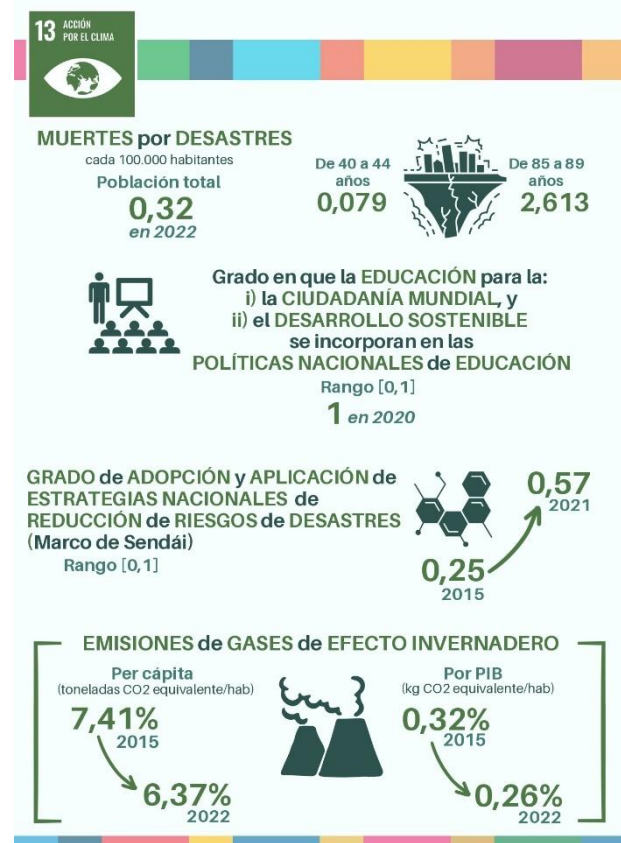 13 ACCIÓN
POR EL CLIMA
MUERTES por DESASTRES
cada 100.000 habitantes
Población total
0,32
en 2022
De 40 a 44
años
0,079
De 85 a 89
años
2,613
Grado en que la EDUCACIÓN para la:
i) la CIUDADANÍA MUNDIAL, y
ii) el DESARROLLO SOSTENIBLE
se incorporan en las
POLÍTICAS NACIONALES de EDUCACIÓN
Rango [0,1]
1 en 2020
GRADO de ADOPCIÓN y APLICACIÓN de
ESTRATEGIAS NACIONALES de
REDUCCIÓN de RIESGOS de DESASTRES
(Marco de Sendái)
Rango [0,1]
0,57
2021
0,25
2015
EMISIONES de GASES de EFECTO INVERNADERO
Per cápita
(toneladas CO2 equivalente/hab)
7,41%
2015
6,37%
2022
Por PIB
(kg CO2 equivalente/hab)
0,32%
2015
0,26%
2022